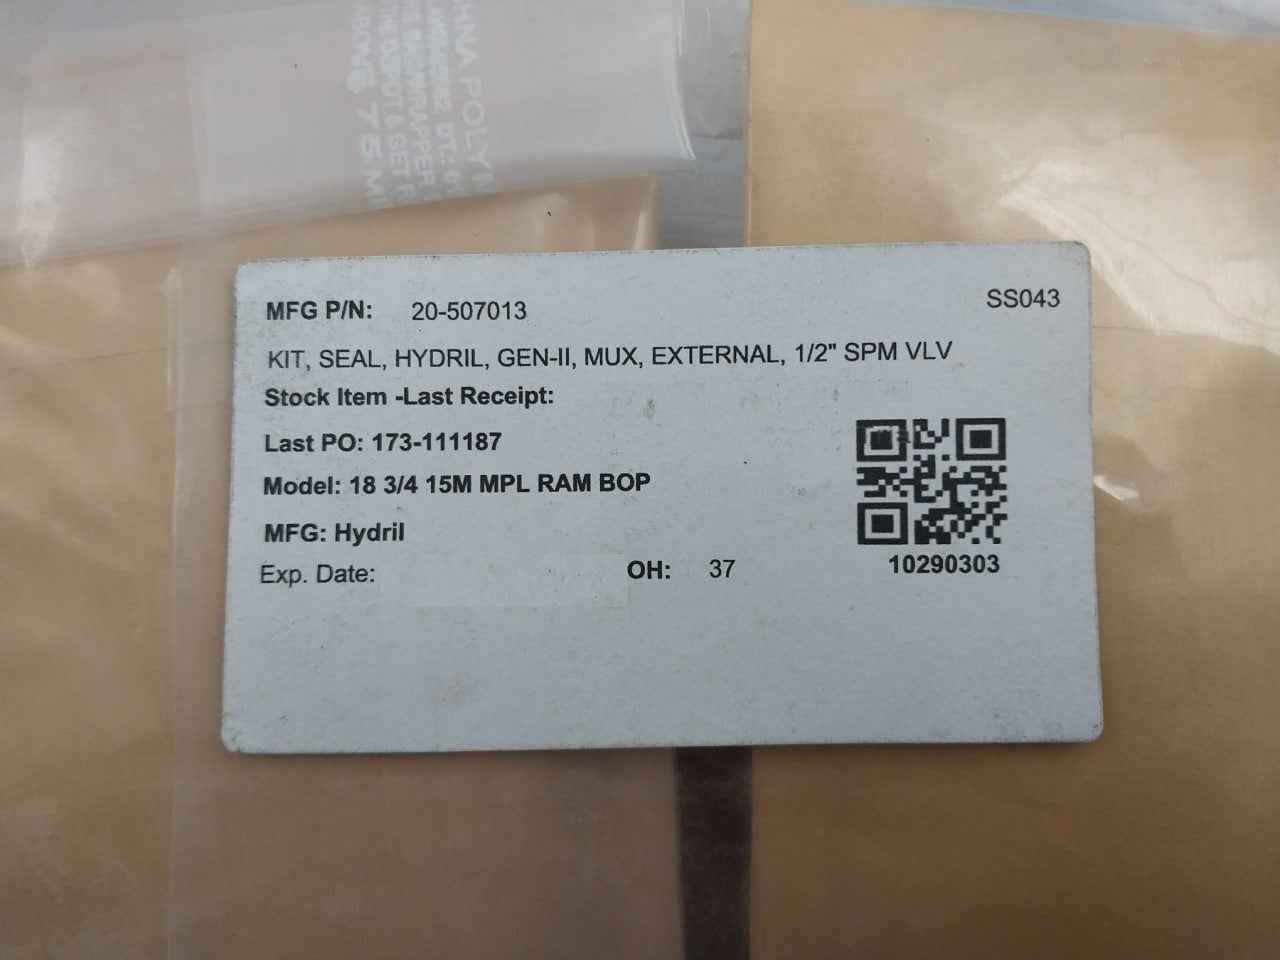 MFG P/N: 20-507013 SS043
KIT, SEAL, HYDRIL, GEN-II, MUX, EXTERNAL, 1/2" SPM VLV
Stock Item -Last Receipt:
Last PO: 173-111187
Model: 18 3/4 15M MPL RAM BOP
MFG: Hydril
Exp. Date: OH: 37
10290303